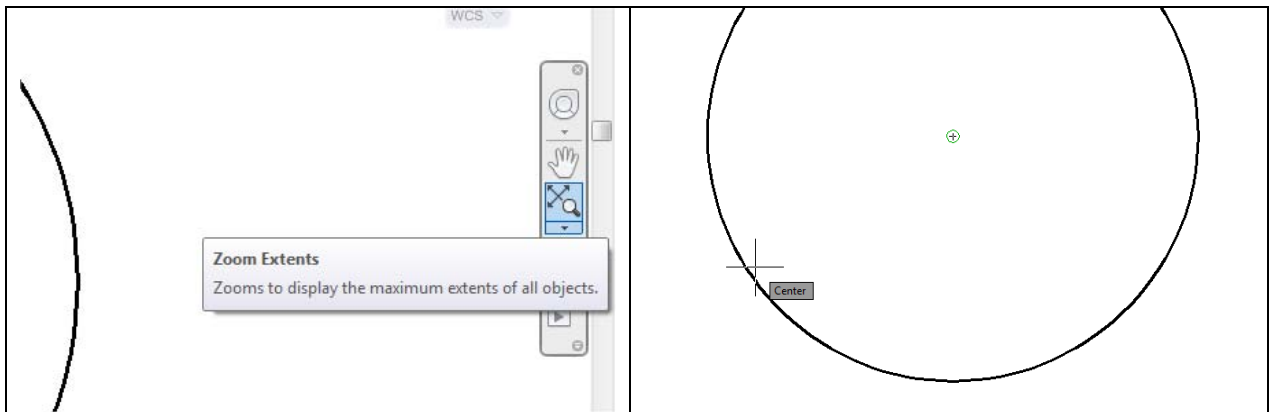 WCS
Zoom Extents
Zooms to display the maximum extents of all objects.
Center